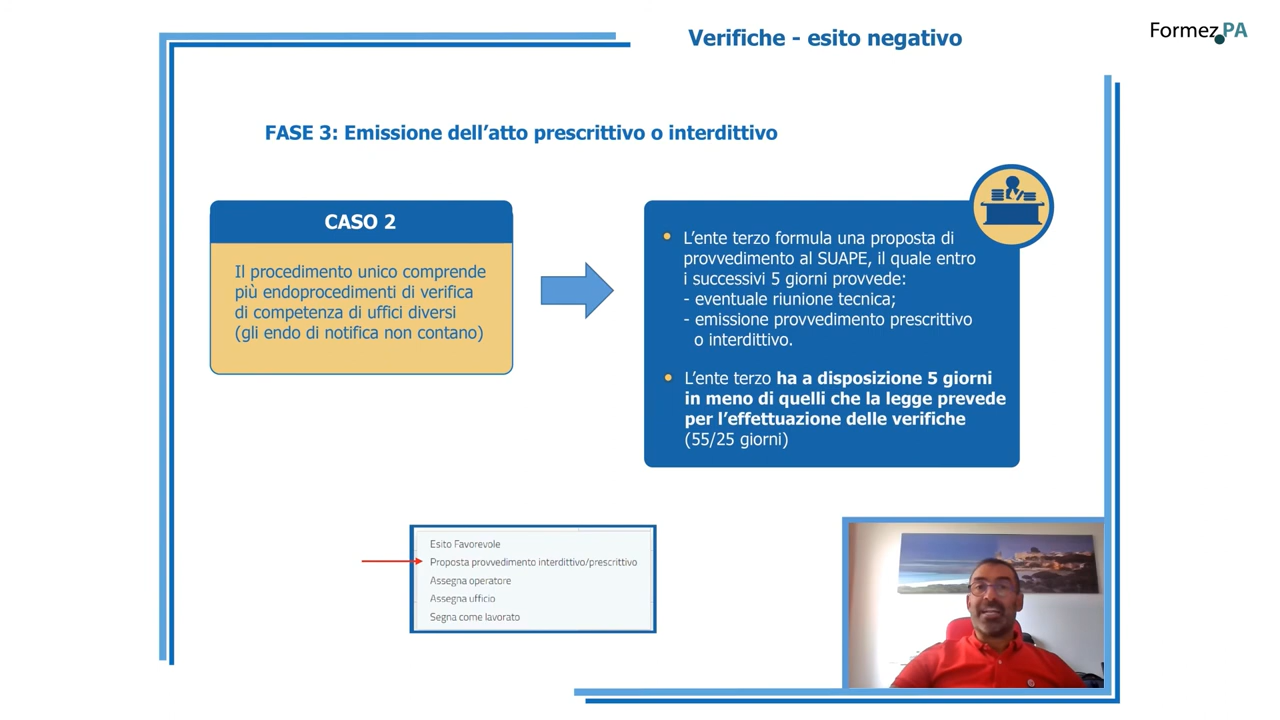 Verifiche - esito negativo
Formez PA
FASE 3: Emissione dell'atto prescrittivo o interdittivo
CASO 2
Il procedimento unico comprende
più endoprocedimenti di verifica
di competenza di uffici diversi
(gli endo di notifica non contano)
L'ente terzo formula una proposta di
provvedimento al SUAPE, il quale entro
i successivi 5 giorni provvede:
- eventuale riunione tecnica;
- emissione provvedimento prescrittivo
o interdittivo.
L'ente terzo ha a disposizione 5 giorni
in meno di quelli che la legge prevede
per l'effettuazione delle verifiche
(55/25 giorni)
Esito Favorevole
Proposta provvedimento interdittivo/prescrittivo
Assegna operatore
Assegna ufficio
Segna come lavorato